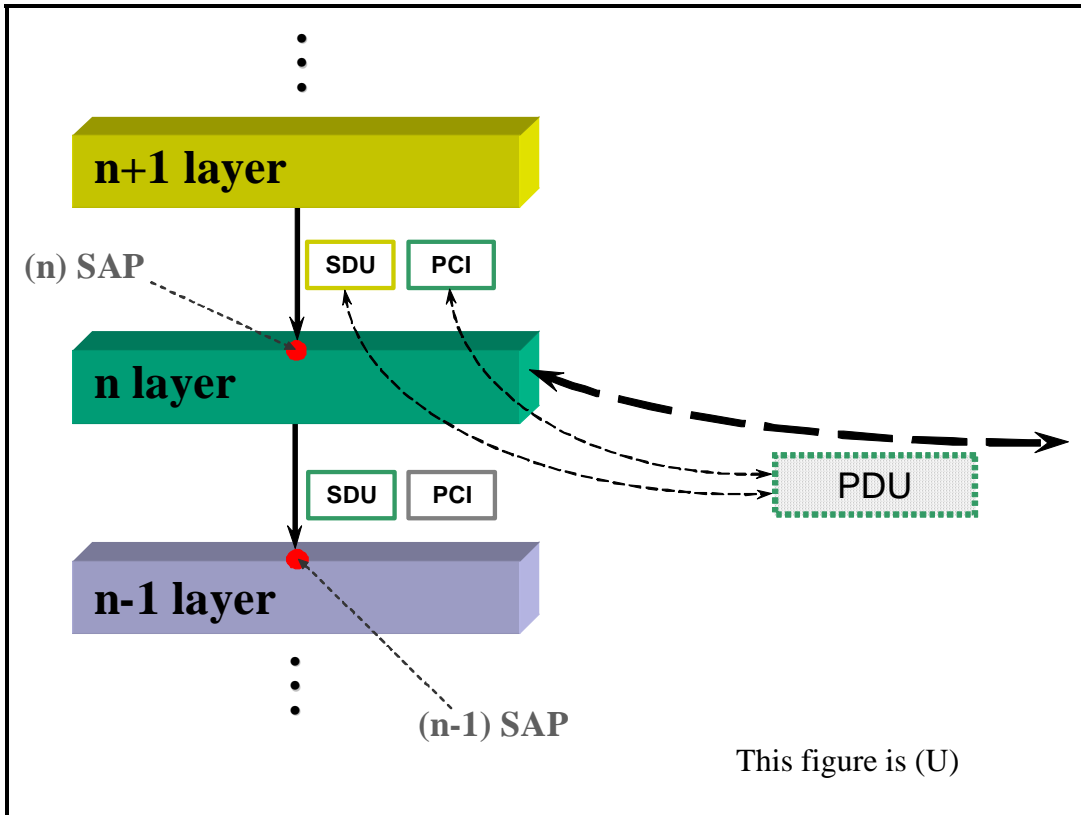 n+1 layer
(n) SAP
SDU
PCI
n layer
PDU
SDU
PCI
n-1 layer
(n-1) SAP
This figure is (U)